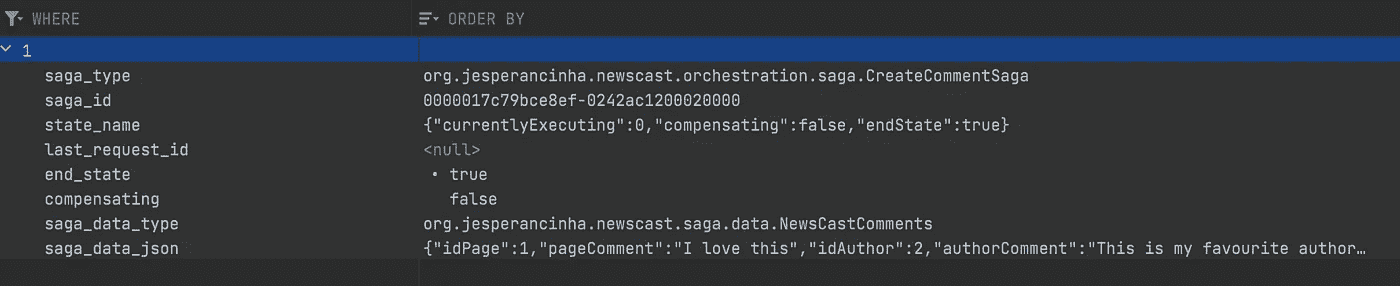 WHERE ORDER BY
1
saga_type org.jesperancinha.newscast.orchestration.saga.CreateCommentSaga
saga_id 0000017c79bce8ef-0242ac1200020000
state_name {"currentlyExecuting":0,"compensating":false,"endState":true}
last_request_id <null>
end_state • true
compensating false
saga_data_type org.jesperancinha.newscast.saga.data.NewsCastComments
saga_data_json {"idPage":1,"pageComment":"I love this","idAuthor":2,"authorComment":"This is my favourite author…